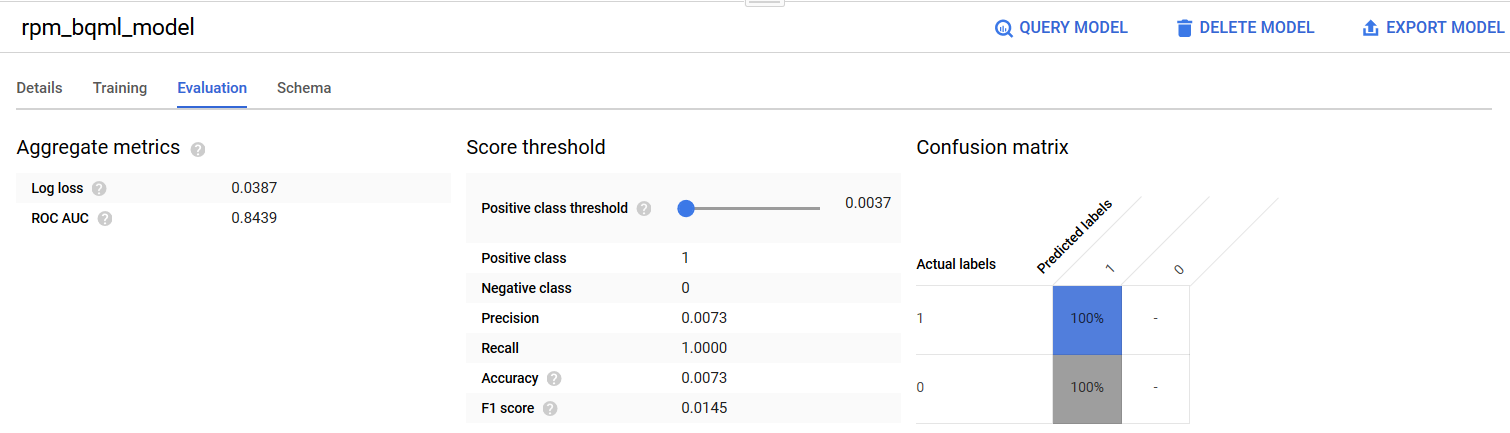 rpm_bqml_model
QUERY MODEL
DELETE MODEL
EXPORT MODEL
Details
Training
Evaluation
Schema
Aggregate metrics ?
Log loss ? 0.0387
ROC AUC ? 0.8439
Score threshold
Positive class threshold ? 0.0037
Positive class 1
Negative class 0
Precision 0.0073
Recall 1.0000
Accuracy ? 0.0073
F1 score ? 0.0145
Confusion matrix
Predicted labels
Actual labels
1 0
1 100% -
0 100% -